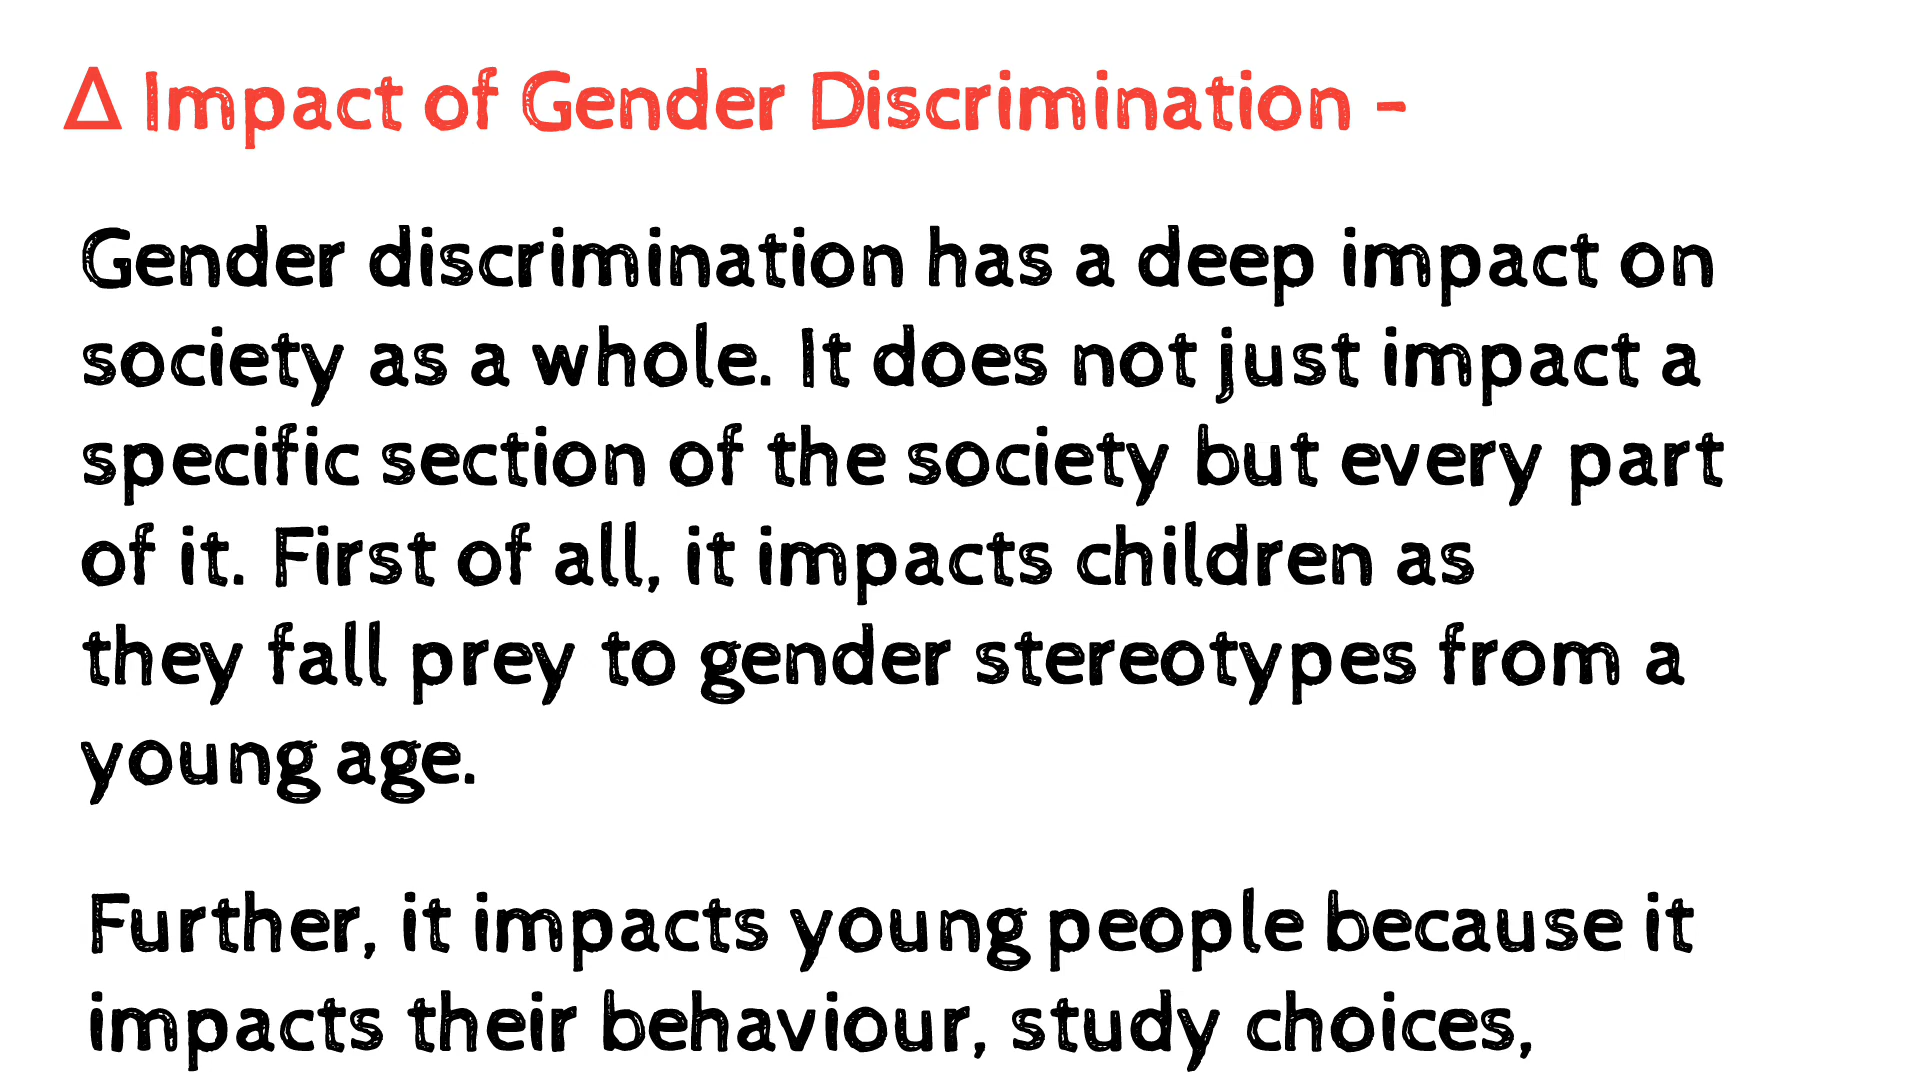 Δ Impact of Gender Discrimination -
Gender discrimination has a deep impact on
society as a whole. It does not just impact a
specific section of the society but every part
of it. First of all, it impacts children as
they fall prey to gender stereotypes from a
young age.
Further, it impacts young people because it
impacts their behaviour, study choices,